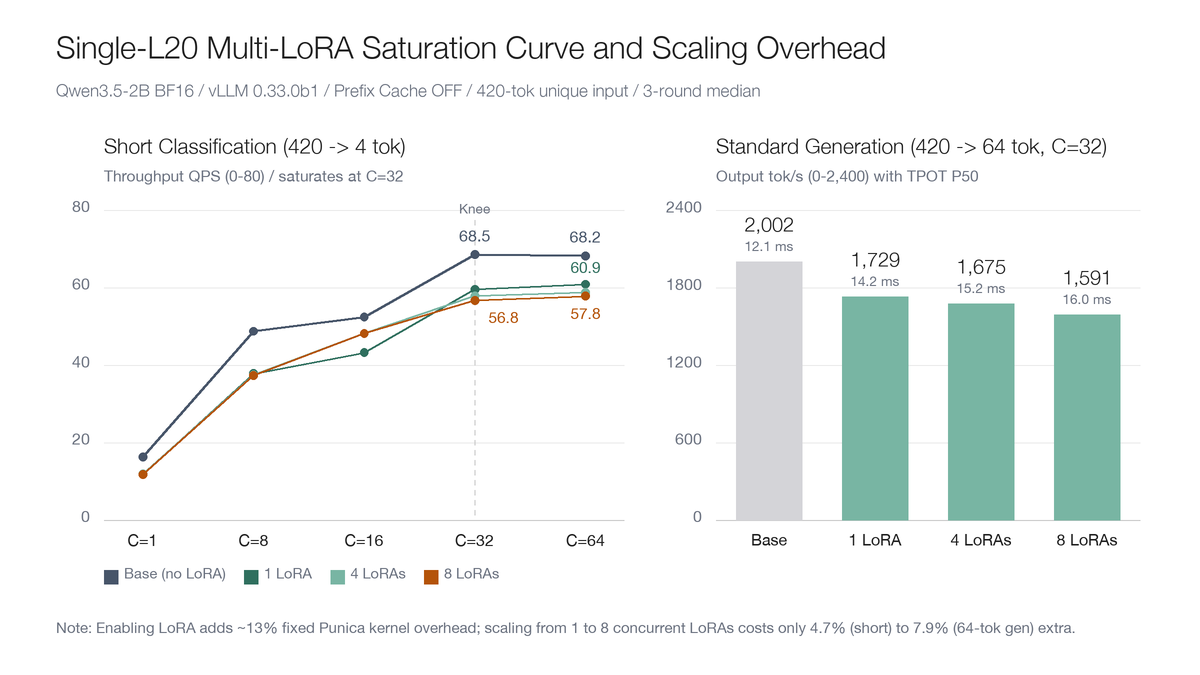 Single-L20 Multi-LoRA Saturation Curve and Scaling Overhead
Qwen3.5-2B BF16 / vLLM 0.33.0b1 / Prefix Cache OFF / 420-tok unique input / 3-round median
Short Classification (420 -> 4 tok)
Throughput QPS (0-80) / saturates at C=32
80
60
40
20
0
Knee
68.5
68.2
60.9
56.8
57.8
C=1
C=8
C=16
C=32
C=64
Base (no LoRA)
1 LoRA
4 LoRAs
8 LoRAs
Standard Generation (420 -> 64 tok, C=32)
Output tok/s (0-2,400) with TPOT P50
2400
1800
1200
600
0
2,002
12.1 ms
1,729
14.2 ms
1,675
15.2 ms
1,591
16.0 ms
Base
1 LoRA
4 LoRAs
8 LoRAs
Note: Enabling LoRA adds ~13% fixed Punica kernel overhead; scaling from 1 to 8 concurrent LoRAs costs only 4.7% (short) to 7.9% (64-tok gen) extra.